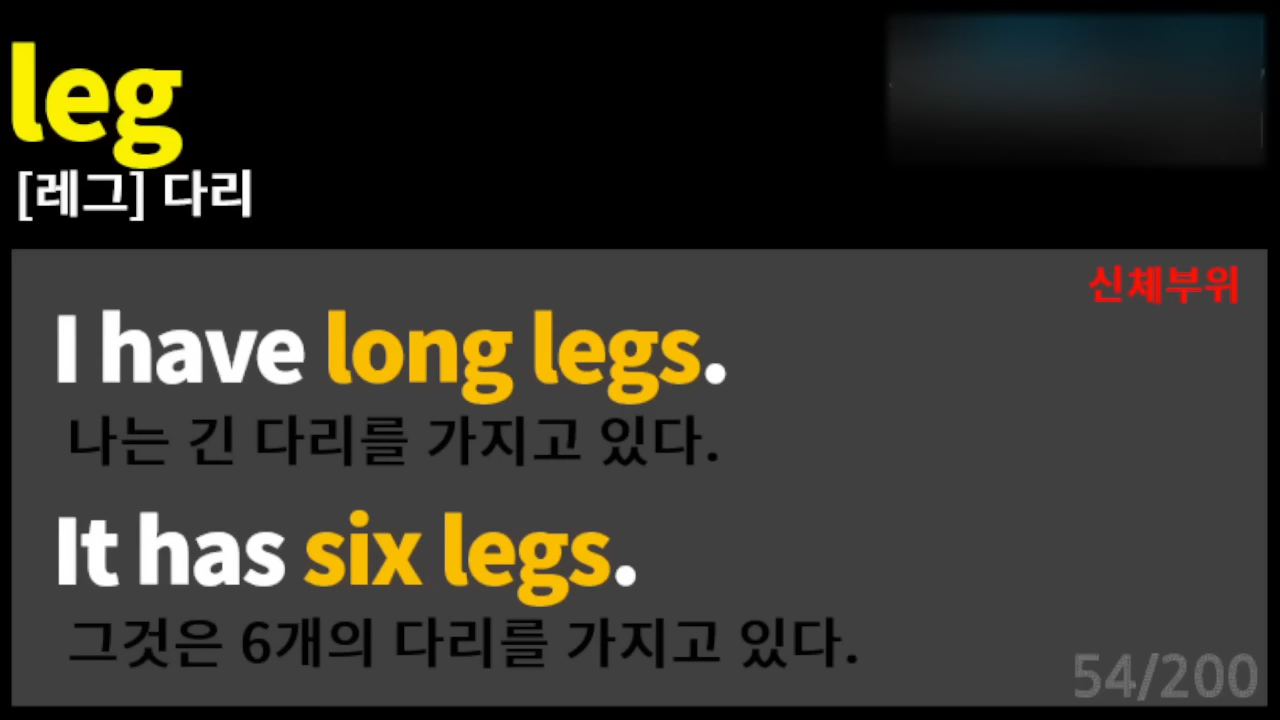 leg
[레그] 다리
신체부위
I have long legs.
나는 긴 다리를 가지고 있다.
It has six legs.
그것은 6개의 다리를 가지고 있다.
54/200